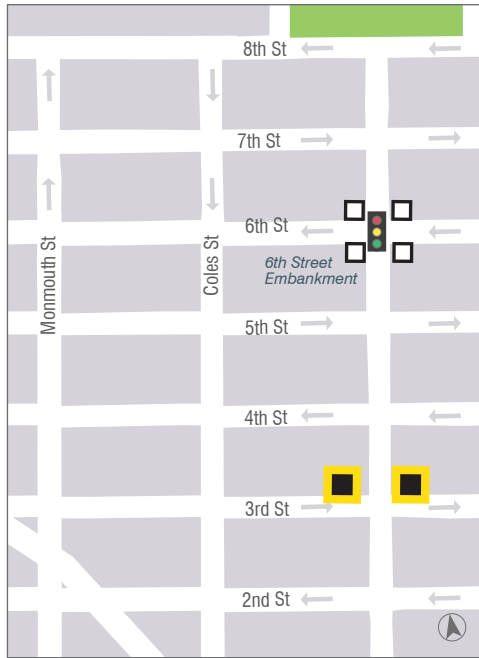 8th St
7th St
6th St
6th Street
Embankment
Monmouth St
Coles St
5th St
4th St
3rd St
2nd St